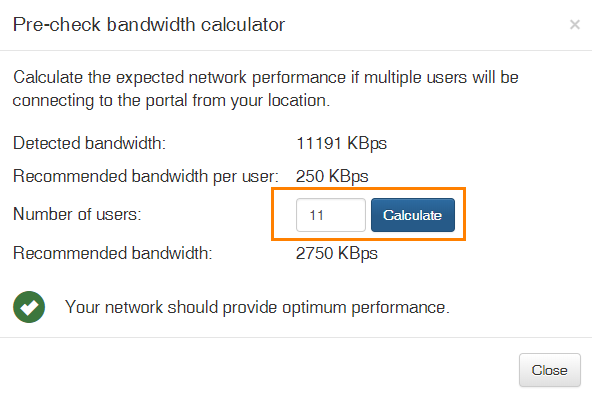 Pre-check bandwidth calculator ×
Calculate the expected network performance if multiple users will be
connecting to the portal from your location.
Detected bandwidth: 11191 KBps
Recommended bandwidth per user: 250 KBps
Number of users: 11 Calculate
Recommended bandwidth: 2750 KBps
Your network should provide optimum performance.
Close